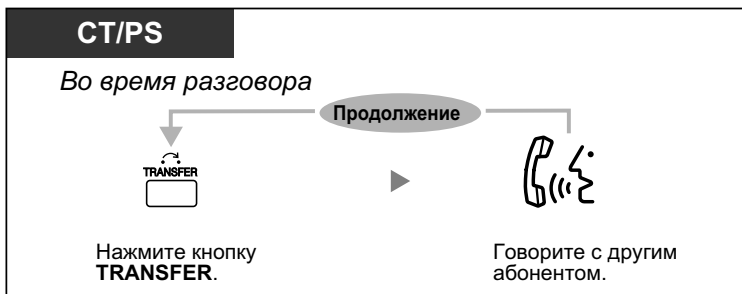 CT/PS
Во время разговора
Продолжение
TRANSFER
Нажмите кнопку
TRANSFER.
Говорите с другим
абонентом.